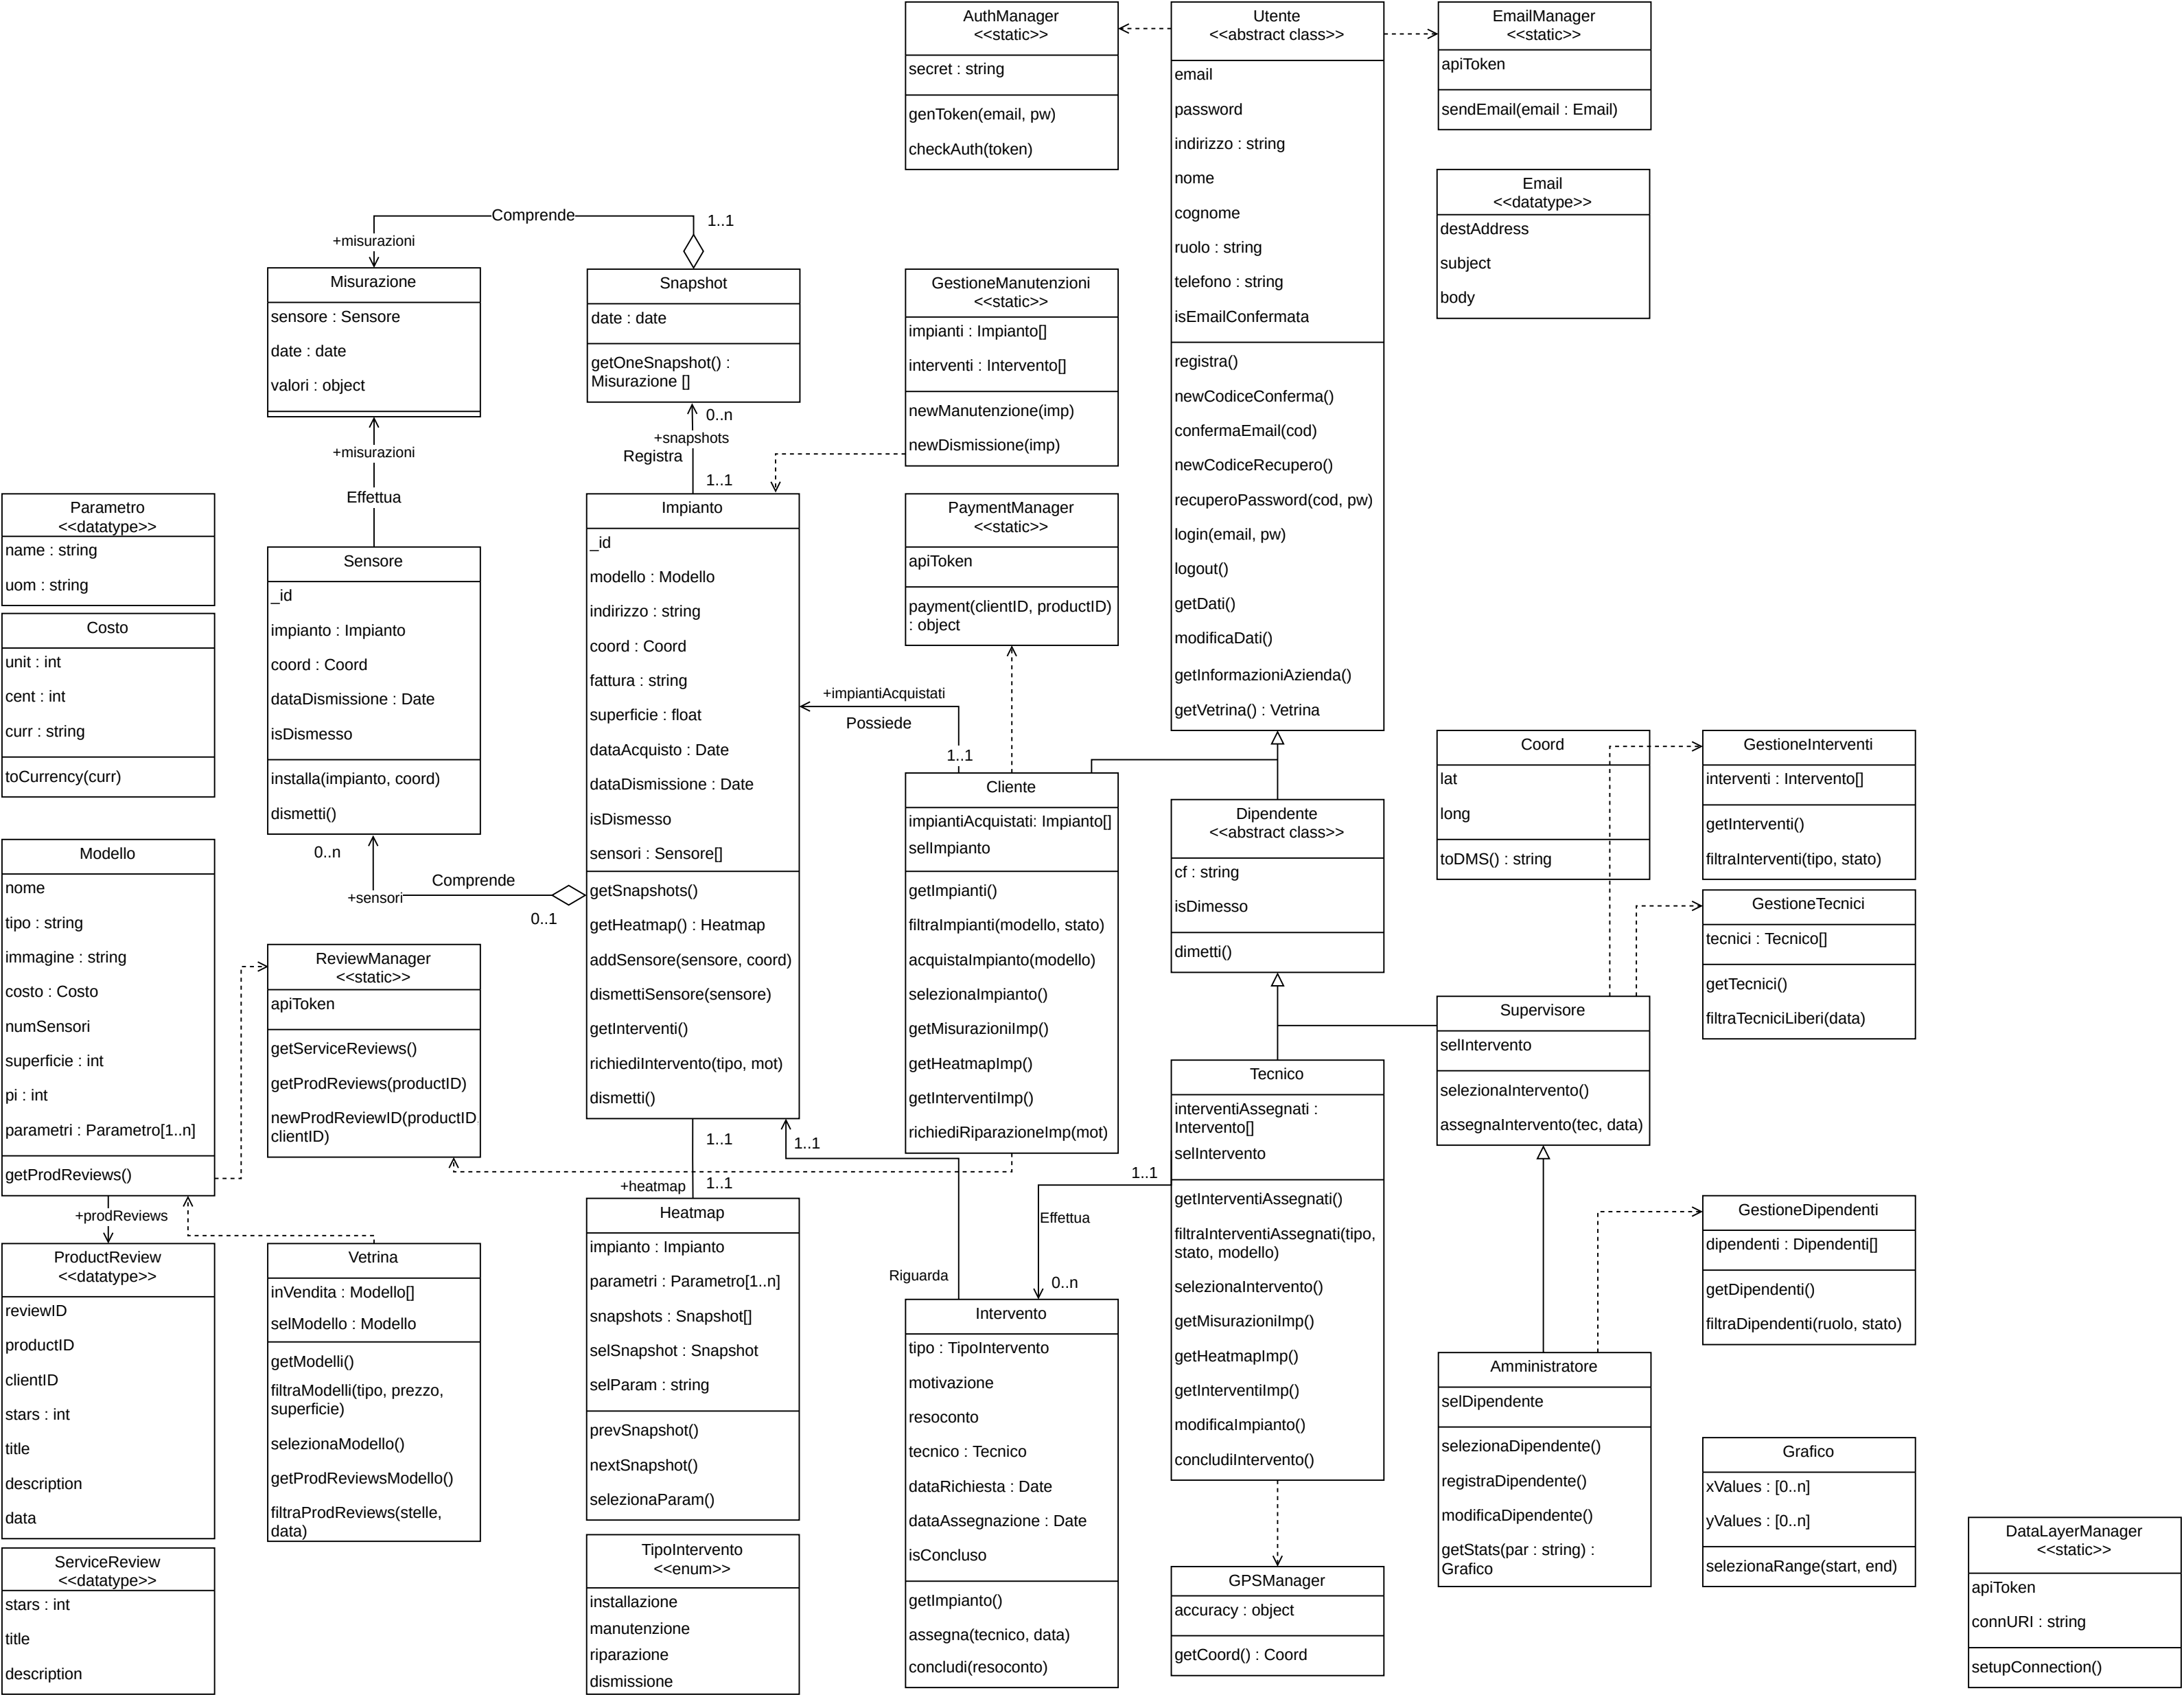 AuthManager
<<static>>
secret : string
genToken(email, pw)
checkAuth(token)
Utente
<<abstract class>>
email
password
indirizzo : string
nome
cognome
ruolo : string
telefono : string
isEmailConfermata
registra()
newCodiceConferma()
confermaEmail(cod)
newCodiceRecupero()
recuperoPassword(cod, pw)
login(email, pw)
logout()
getDati()
modificaDati()
getInformazioniAzienda()
getVetrina() : Vetrina
EmailManager
<<static>>
apiToken
sendEmail(email : Email)
Email
<<datatype>>
destAddress
subject
body
Comprende
1..1
+misurazioni
Misurazione
sensore : Sensore
date : date
valori : object
Snapshot
date : date
getOneSnapshot() :
Misurazione []
GestioneManutenzioni
<<static>>
impianti : Impianto[]
interventi : Intervento[]
newManutenzione(imp)
newDismissione(imp)
+misurazioni
Effettua
0..n
+snapshots
Registra
1..1
Parametro
<<datatype>>
name : string
uom : string
Costo
unit : int
cent : int
curr : string
toCurrency(curr)
Sensore
_id
impianto : Impianto
coord : Coord
dataDismissione : Date
isDismesso
installa(impianto, coord)
dismetti()
Impianto
_id
modello : Modello
indirizzo : string
coord : Coord
fattura : string
superficie : float
dataAcquisto : Date
dataDismissione : Date
isDismesso
sensori : Sensore[]
getSnapshots()
getHeatmap() : Heatmap
addSensore(sensore, coord)
dismettiSensore(sensore)
getInterventi()
richiediIntervento(tipo, mot)
dismetti()
PaymentManager
<<static>>
apiToken
payment(clientID, productID)
: object
+impiantiAcquistati
Possiede
1..1
Cliente
impiantiAcquistati: Impianto[]
selImpianto
getImpianti()
filtraImpianti(modello, stato)
acquistaImpianto(modello)
selezionaImpianto()
getMisurazioniImp()
getHeatmapImp()
getInterventiImp()
richiediRiparazioneImp(mot)
Dipendente
<<abstract class>>
cf : string
isDimesso
dimetti()
Coord
lat
long
toDMS() : string
GestioneInterventi
interventi : Intervento[]
getInterventi()
filtraInterventi(tipo, stato)
GestioneTecnici
tecnici : Tecnico[]
getTecnici()
filtraTecniciLiberi(data)
0..n
+sensori
Comprende
0..1
Modello
nome
tipo : string
immagine : string
costo : Costo
numSensori
superficie : int
pi : int
parametri : Parametro[1..n]
getProdReviews()
ReviewManager
<<static>>
apiToken
getServiceReviews()
getProdReviews(productID)
newProdReviewID(productID,
clientID)
Supervisore
selIntervento
selezionaIntervento()
assegnaIntervento(tec, data)
Tecnico
interventiAssegnati :
Intervento[]
selIntervento
getInterventiAssegnati()
filtraInterventiAssegnati(tipo,
stato, modello)
selezionaIntervento()
getMisurazioniImp()
getHeatmapImp()
getInterventiImp()
modificaImpianto()
concludiIntervento()
1..1
1..1
+heatmap
1..1
1..1
Effettua
0..n
Riguarda
+prodReviews
ProductReview
<<datatype>>
reviewID
productID
clientID
stars : int
title
description
data
Vetrina
inVendita : Modello[]
selModello : Modello
getModelli()
filtraModelli(tipo, prezzo,
superficie)
selezionaModello()
getProdReviewsModello()
filtraProdReviews(stelle,
data)
Heatmap
impianto : Impianto
parametri : Parametro[1..n]
snapshots : Snapshot[]
selSnapshot : Snapshot
selParam : string
prevSnapshot()
nextSnapshot()
selezionaParam()
Intervento
tipo : TipoIntervento
motivazione
resoconto
tecnico : Tecnico
dataRichiesta : Date
dataAssegnazione : Date
isConcluso
getImpianto()
assegna(tecnico, data)
concludi(resoconto)
GestioneDipendenti
dipendenti : Dipendenti[]
getDipendenti()
filtraDipendenti(ruolo, stato)
Amministratore
selDipendente
selezionaDipendente()
registraDipendente()
modificaDipendente()
getStats(par : string) :
Grafico
Grafico
xValues : [0..n]
yValues : [0..n]
selezionaRange(start, end)
ServiceReview
<<datatype>>
stars : int
title
description
TipoIntervento
<<enum>>
installazione
manutenzione
riparazione
dismissione
GPSManager
accuracy : object
getCoord() : Coord
DataLayerManager
<<static>>
apiToken
connURI : string
setupConnection()